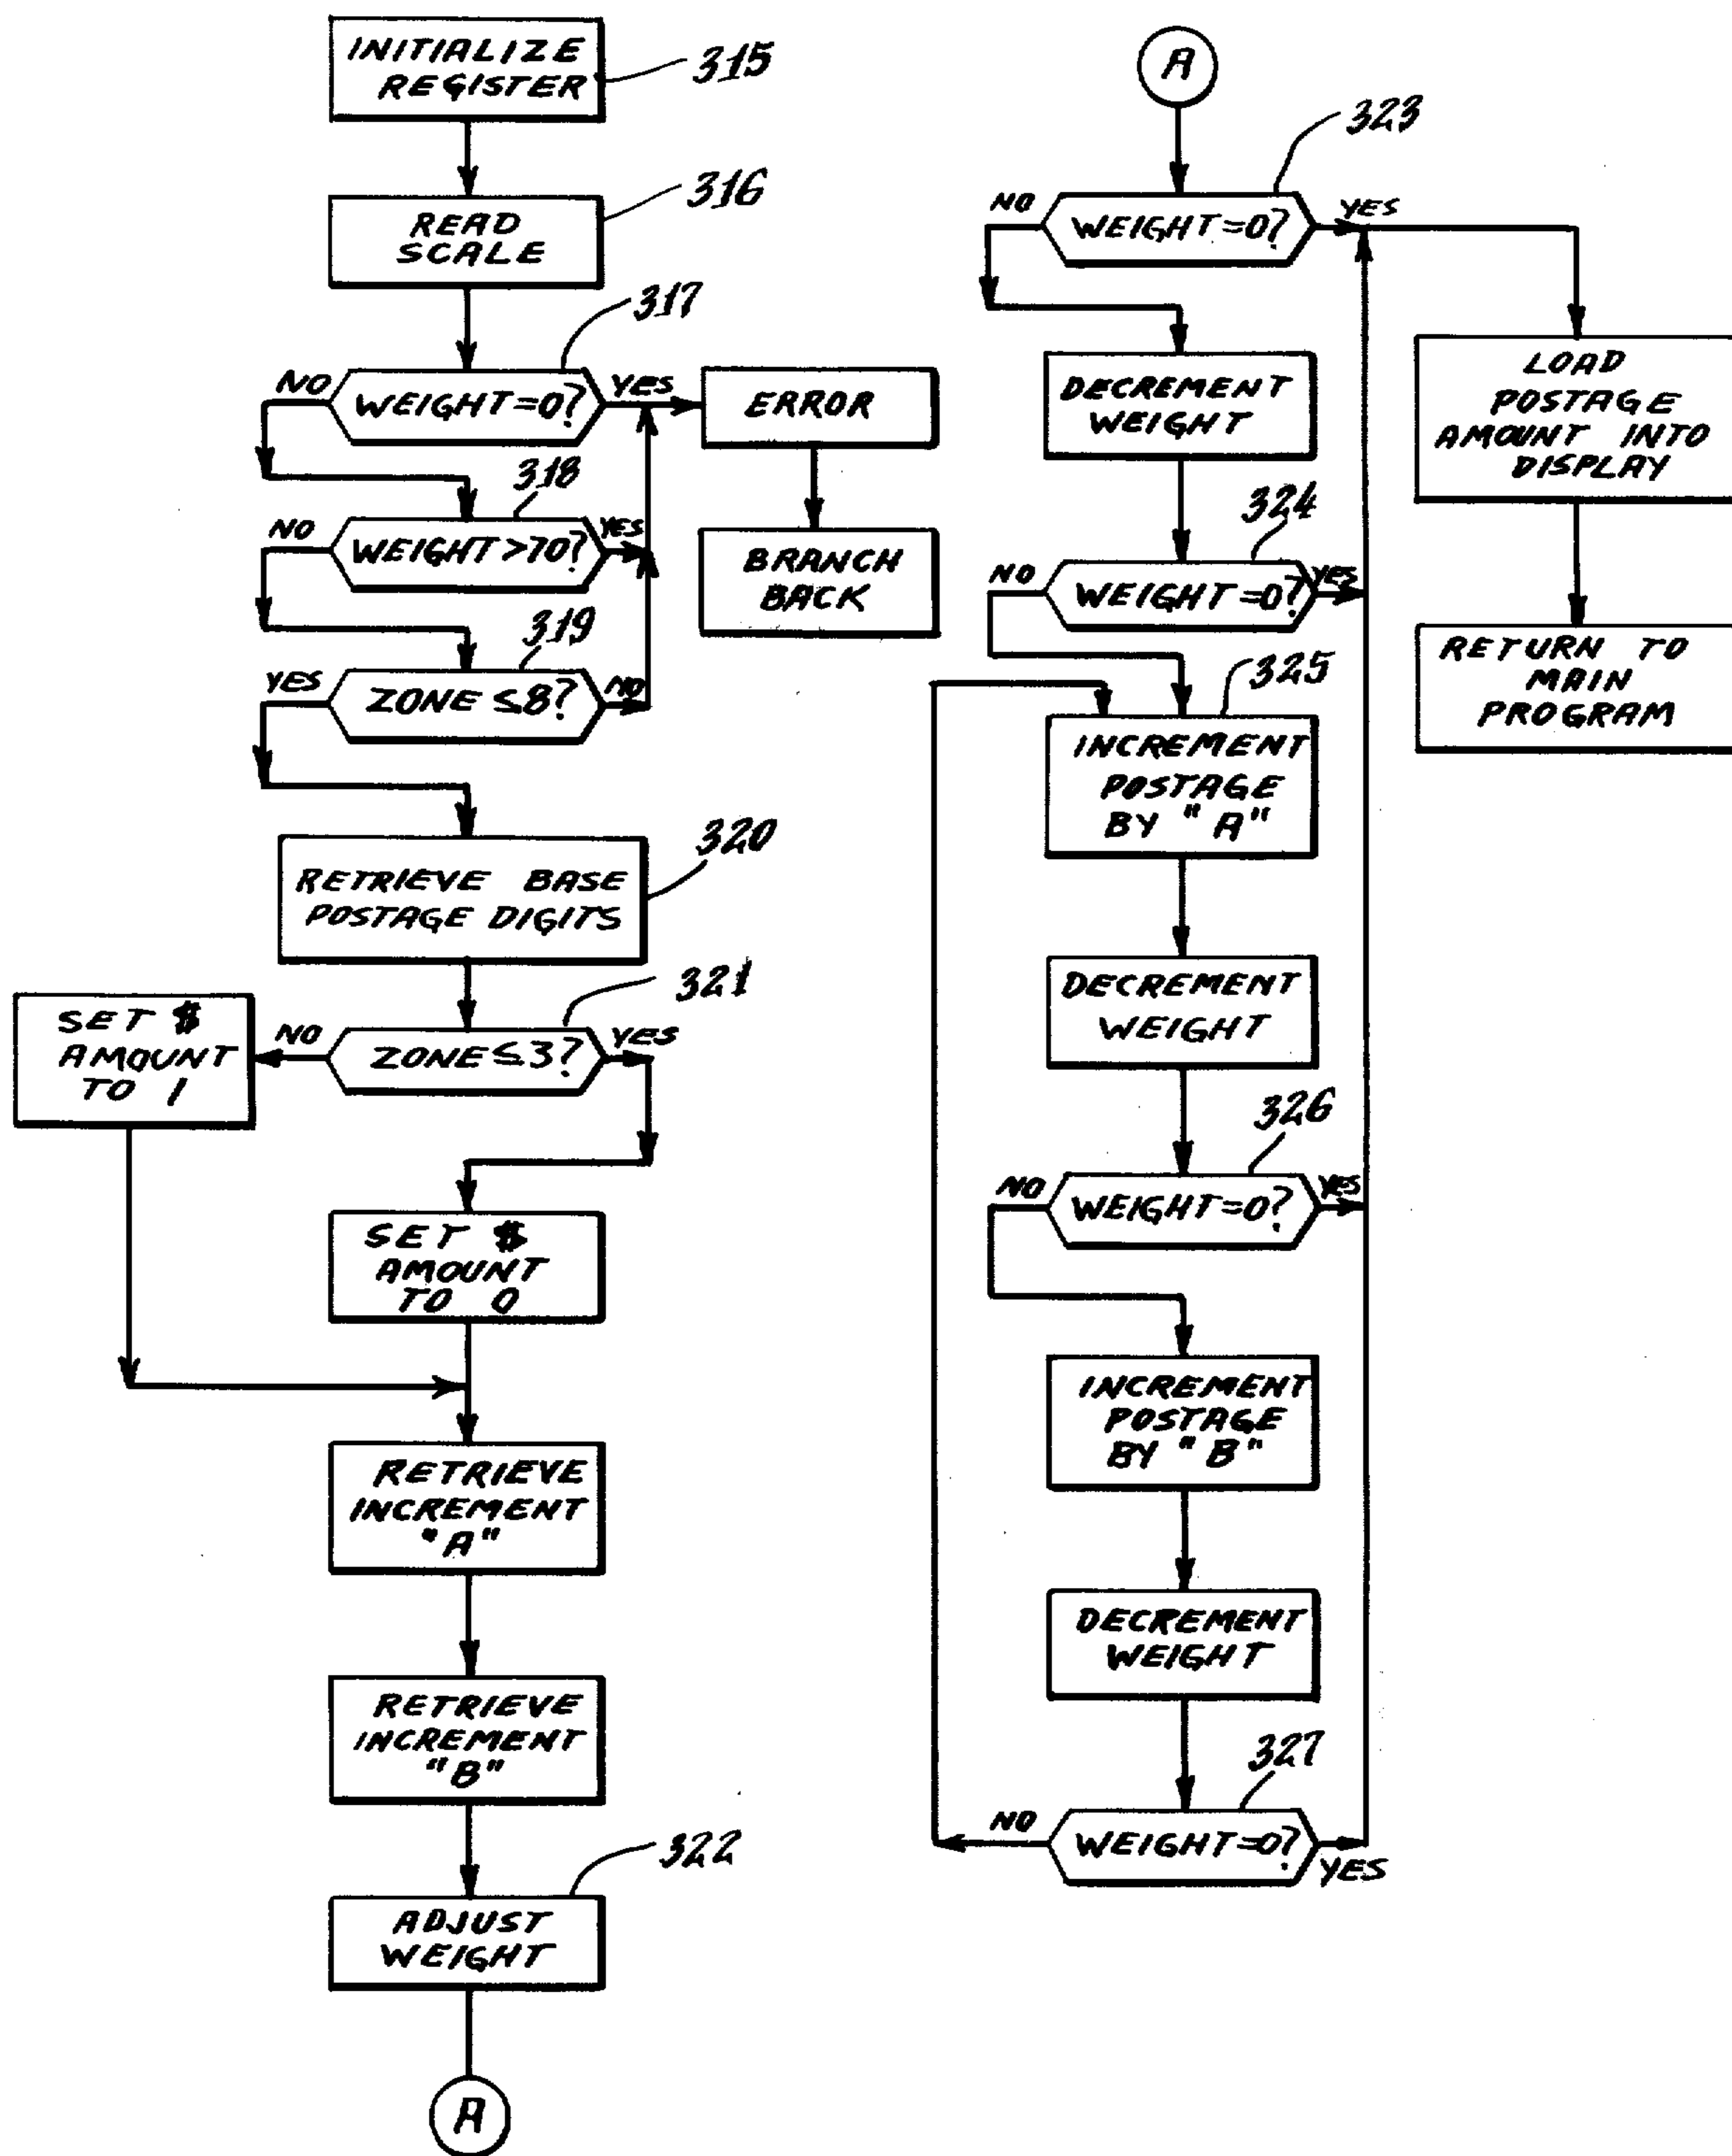 INITIALIZE
REGISTER
315
READ
SCALE
316
317
NO
WEIGHT=0?
YES
ERROR
BRANCH
BACK
318
NO
WEIGHT>70?
YES
319
YES
ZONE ≤8?
NO
320
RETRIEVE BASE
POSTAGE DIGITS
321
SET $
AMOUNT
TO 1
NO
ZONE ≤3?
YES
SET $
AMOUNT
TO 0
RETRIEVE
INCREMENT
"A"
RETRIEVE
INCREMENT
"B"
322
ADJUST
WEIGHT
A
A
323
NO
WEIGHT=0?
YES
LOAD
POSTAGE
AMOUNT INTO
DISPLAY
RETURN TO
MAIN
PROGRAM
DECREMENT
WEIGHT
324
NO
WEIGHT=0?
YES
325
INCREMENT
POSTAGE
BY "A"
DECREMENT
WEIGHT
326
NO
WEIGHT=0?
YES
INCREMENT
POSTAGE
BY "B"
DECREMENT
WEIGHT
327
NO
WEIGHT=0?
YES